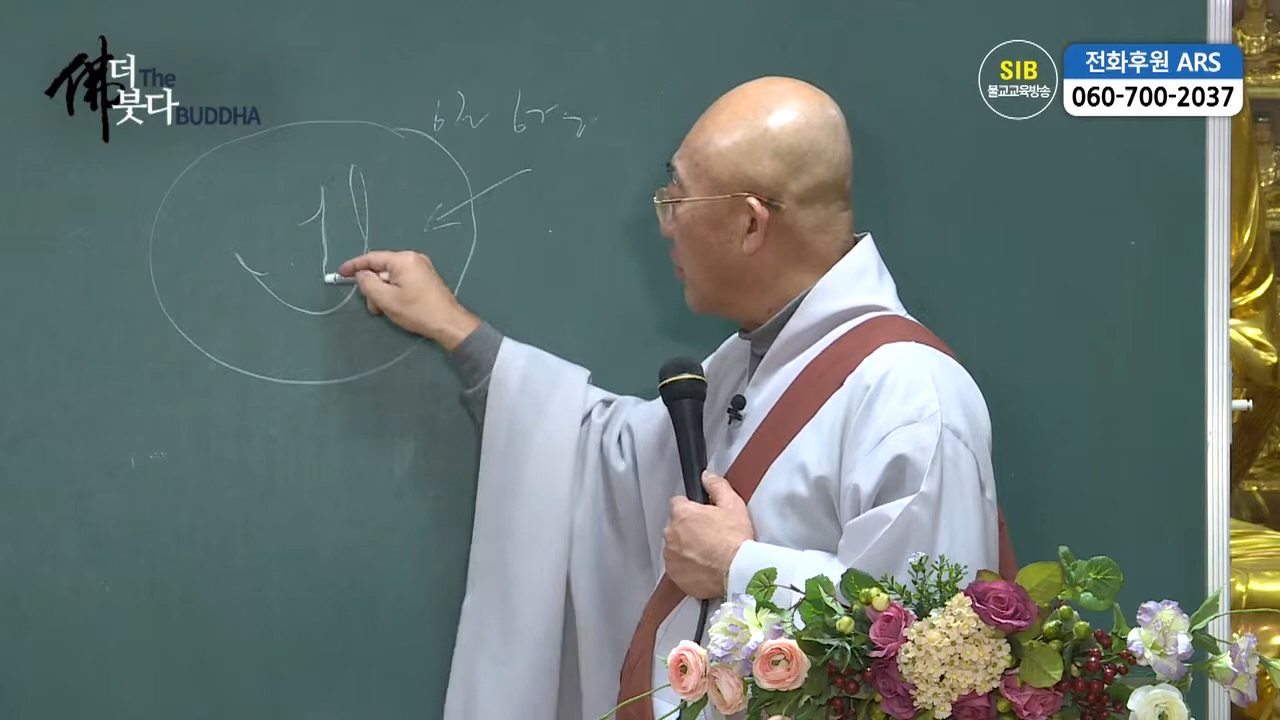 佛
더
The
붓다
BUDDHA
SIB
불교교육방송
전화후원 ARS
060-700-2037